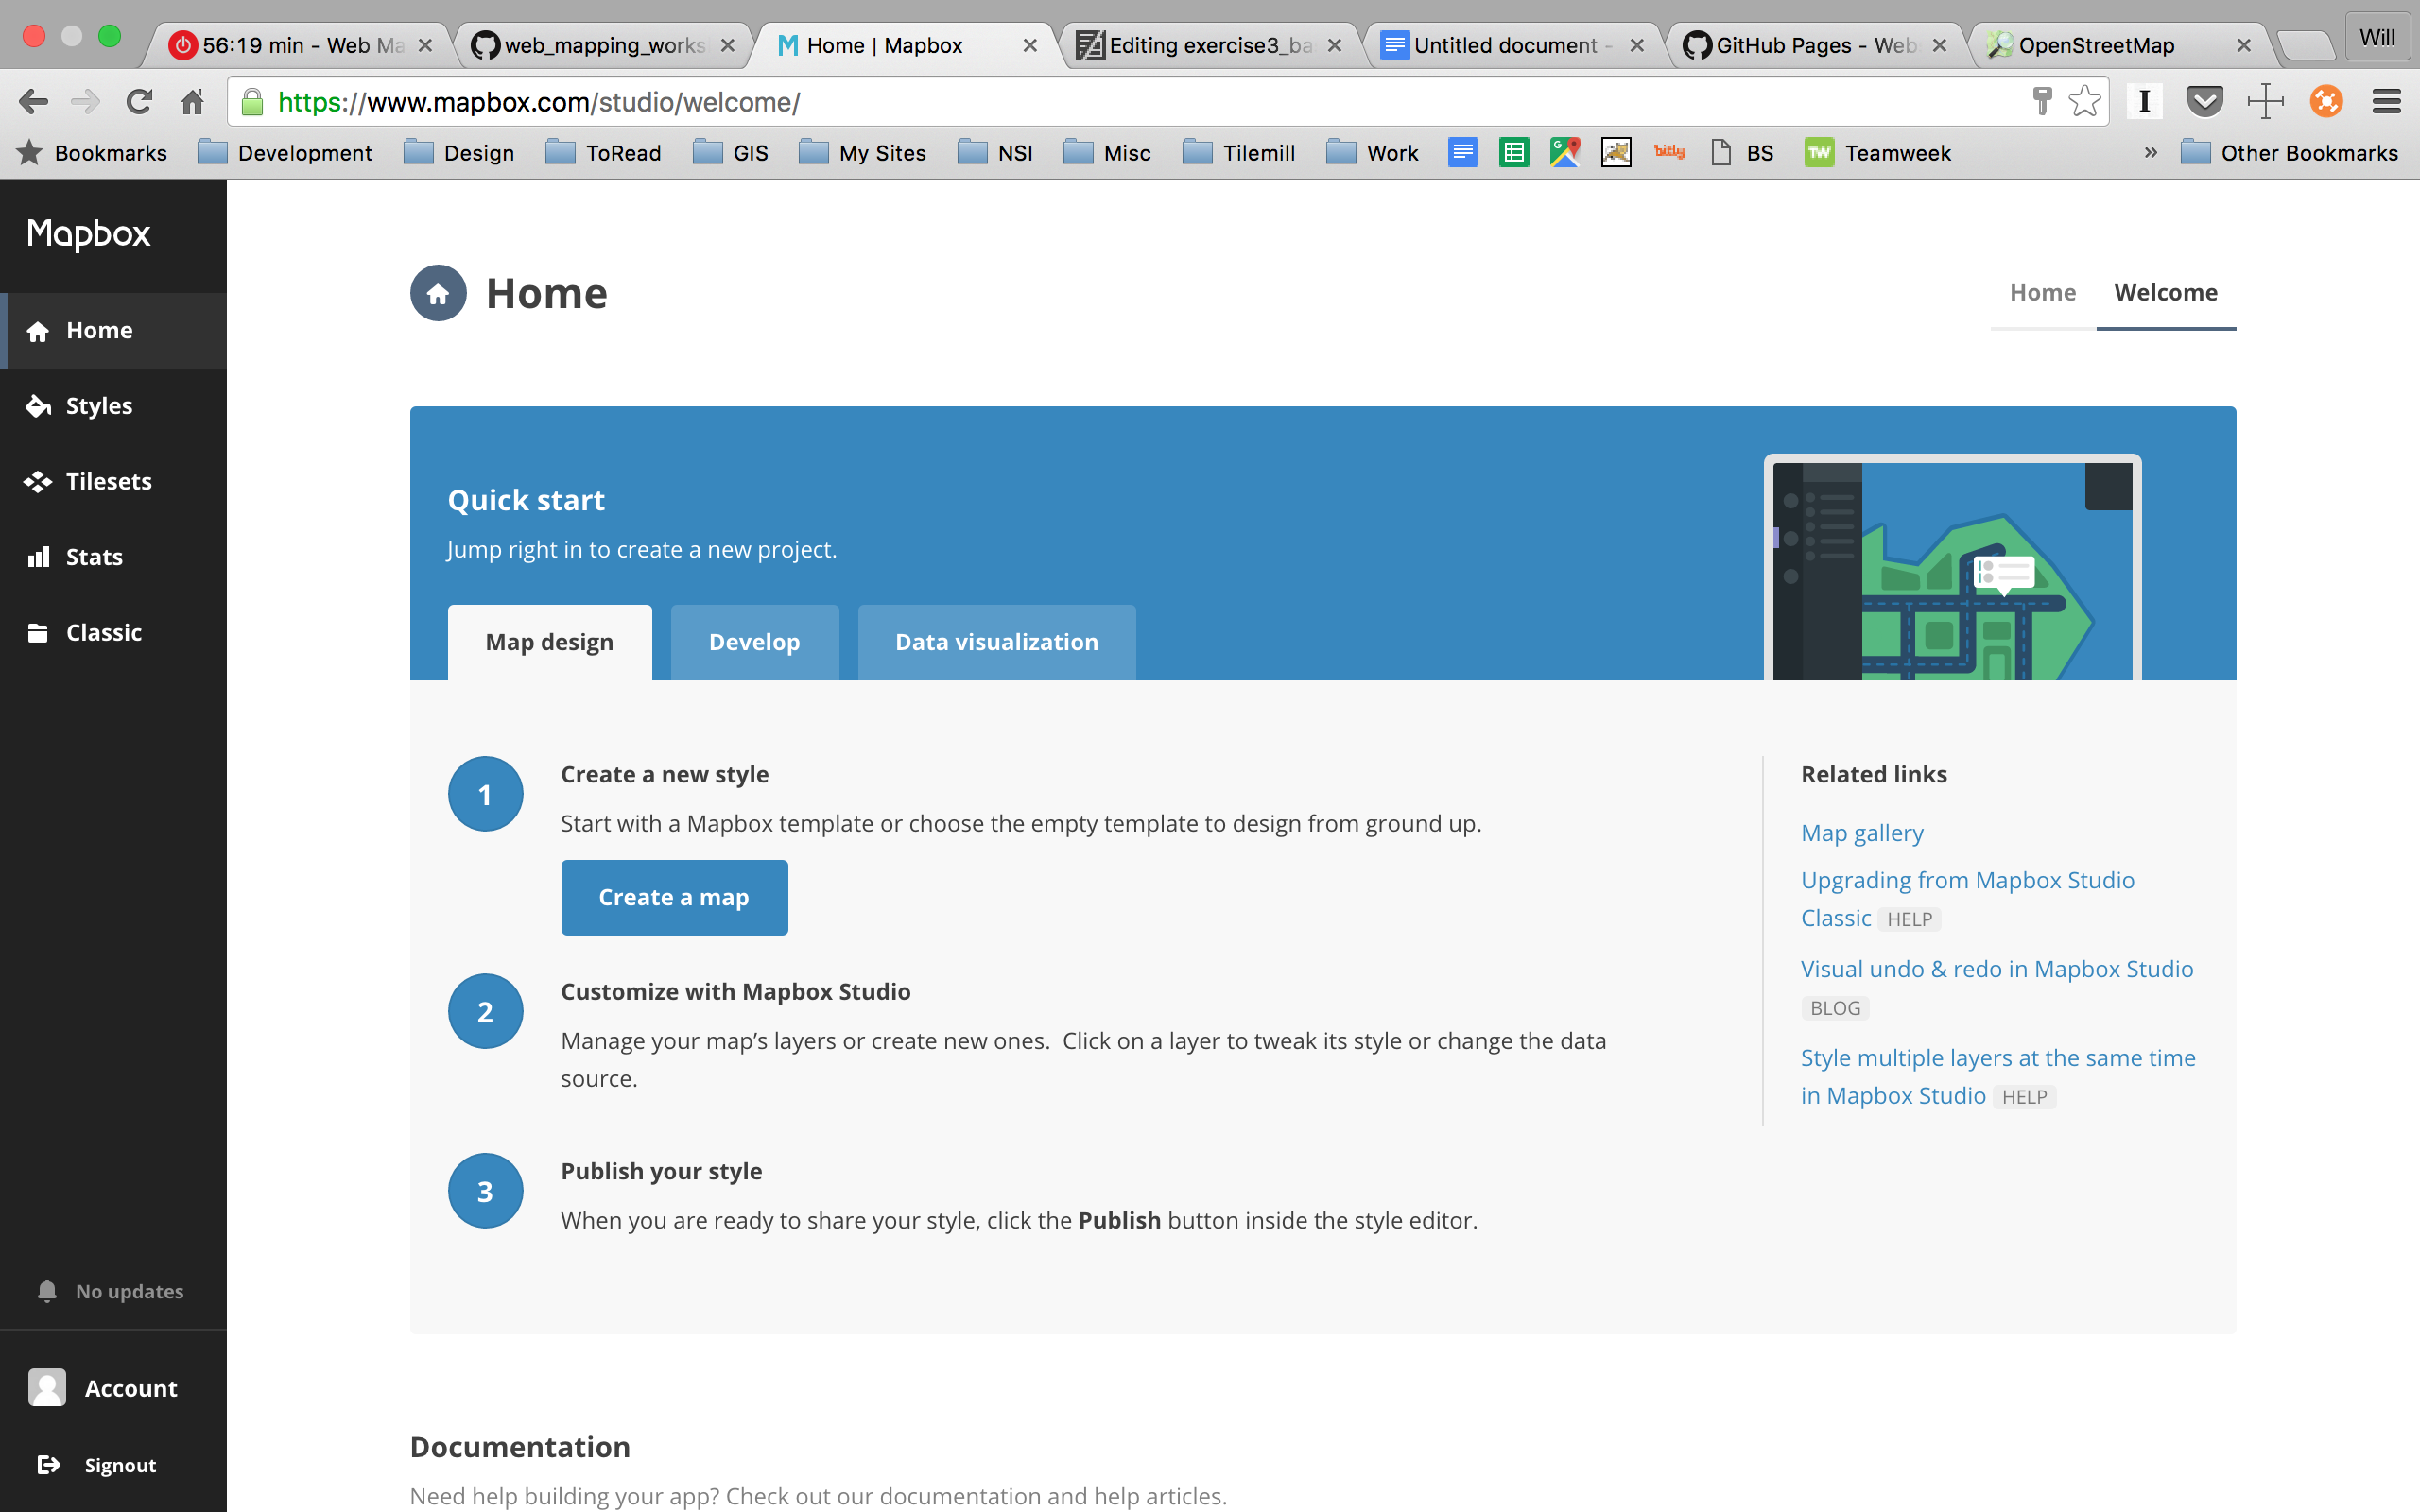 56:19 min - Web Ma
web_mapping_works
Home | Mapbox
Editing exercise3_ba
Untitled document -
GitHub Pages - Web
OpenStreetMap
Will
https://www.mapbox.com/studio/welcome/
Bookmarks
Development
Design
ToRead
GIS
My Sites
NSI
Misc
Tilemill
Work
bitly
BS
TW
Teamweek
»
Other Bookmarks
Mapbox
Home
Styles
Tilesets
Stats
Classic
No updates
Account
Signout
Home
Home
Welcome
Quick start
Jump right in to create a new project.
Map design
Develop
Data visualization
1
Create a new style
Start with a Mapbox template or choose the empty template to design from ground up.
Create a map
2
Customize with Mapbox Studio
Manage your map’s layers or create new ones.  Click on a layer to tweak its style or change the data
source.
3
Publish your style
When you are ready to share your style, click the Publish button inside the style editor.
Related links
Map gallery
Upgrading from Mapbox Studio
Classic HELP
Visual undo & redo in Mapbox Studio
BLOG
Style multiple layers at the same time
in Mapbox Studio HELP
Documentation
Need help building your app? Check out our documentation and help articles.